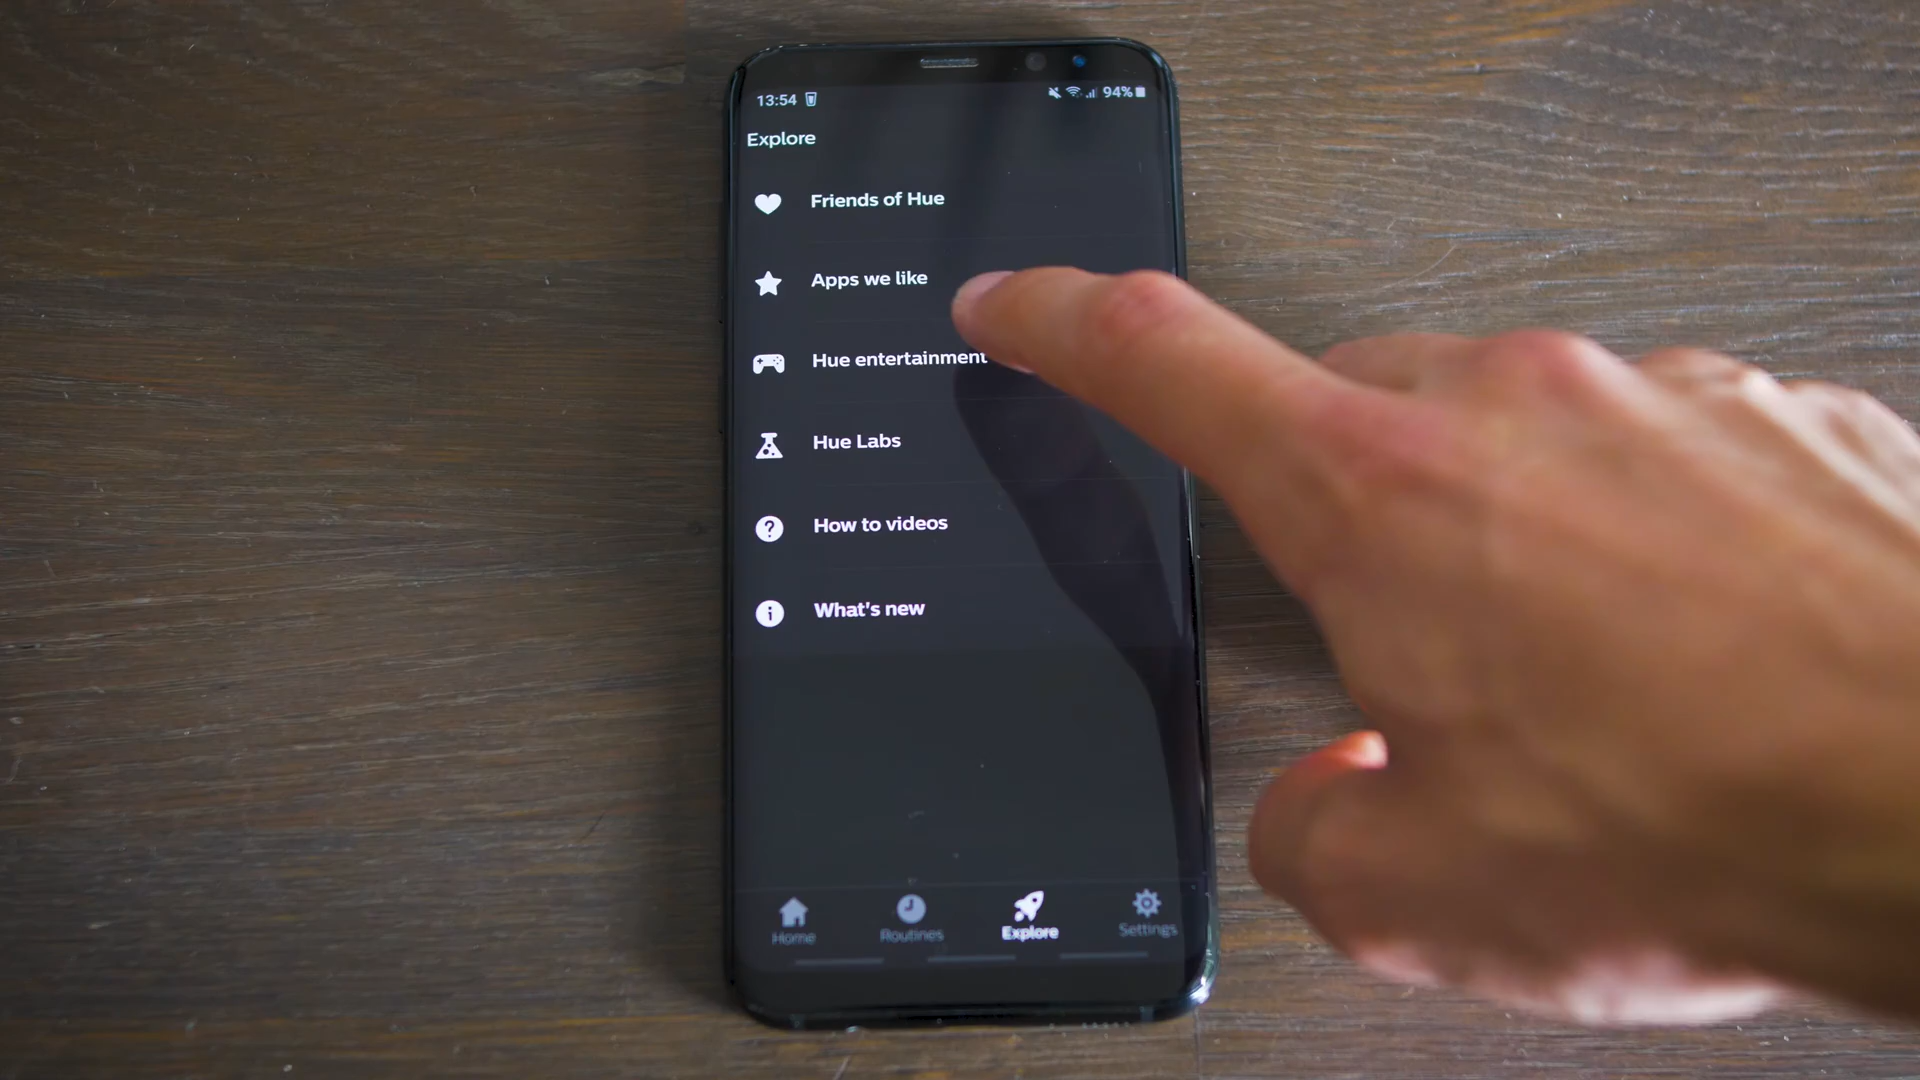 13:54 94%
Explore
Friends of Hue
Apps we like
Hue entertainment
Hue Labs
How to videos
What's new
Home Routines Explore Settings